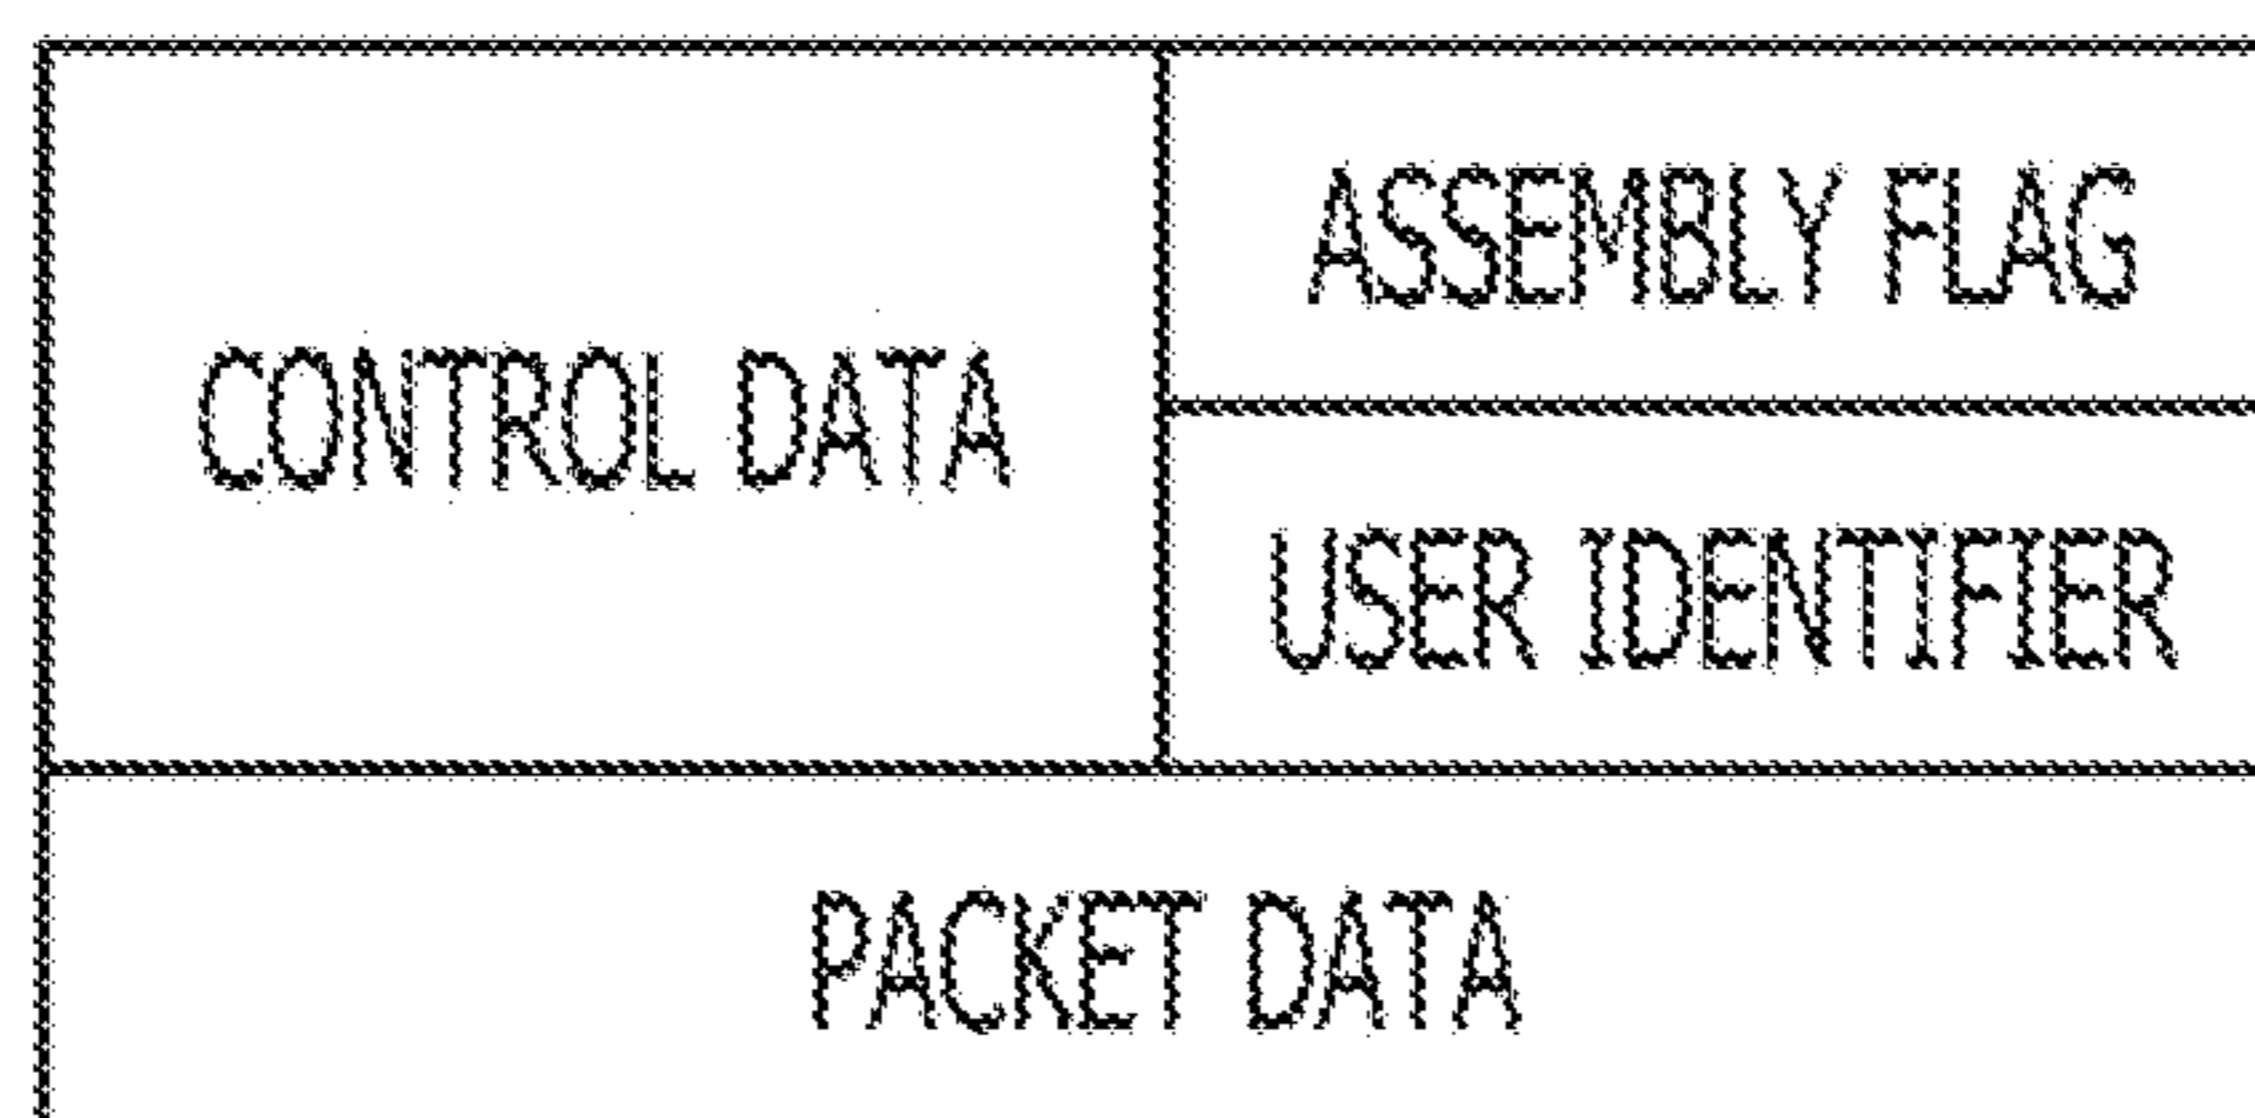 CONTROL DATA
ASSEMBLY FLAG
USER IDENTIFIER
PACKET DATA